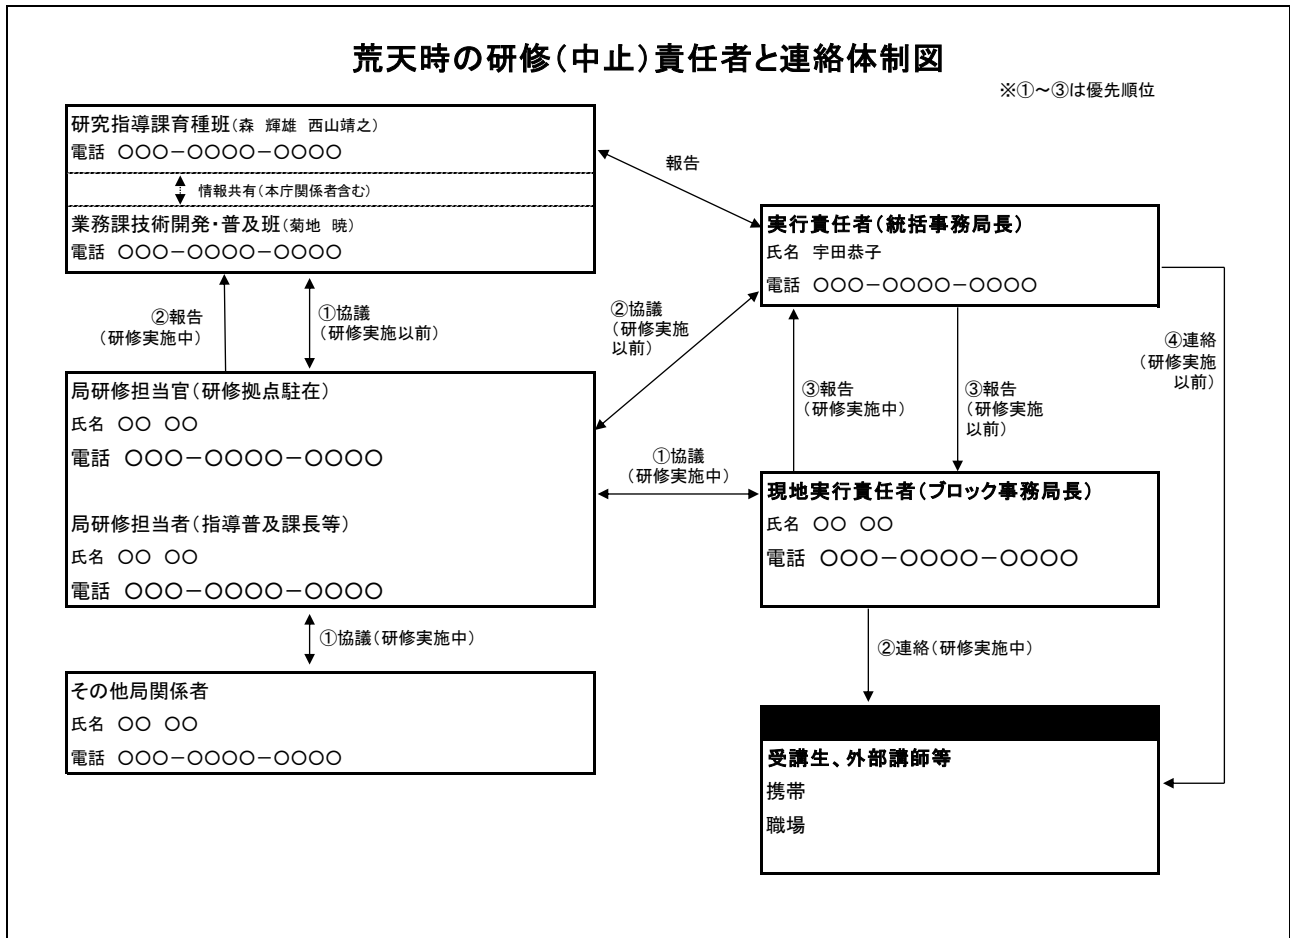 荒天時の研修(中止)責任者と連絡体制図
※①～③は優先順位
研究指導課育種班(森 輝雄 西山靖之)
電話 ○○○－○○○○－○○○○
情報共有(本庁関係者含む)
業務課技術開発・普及班(菊地 暁)
電話 ○○○－○○○○－○○○○
報告
実行責任者(統括事務局長)
氏名 宇田恭子
電話 ○○○－○○○○－○○○○
②報告
(研修実施中)
①協議
(研修実施以前)
②協議
(研修実施
以前)
④連絡
(研修実施
以前)
局研修担当官(研修拠点駐在)
氏名 ○○ ○○
電話 ○○○－○○○○－○○○○
局研修担当者(指導普及課長等)
氏名 ○○ ○○
電話 ○○○－○○○○－○○○○
③報告
(研修実施中)
③報告
(研修実施
以前)
①協議
(研修実施中)
現地実行責任者(ブロック事務局長)
氏名 ○○ ○○
電話 ○○○－○○○○－○○○○
①協議(研修実施中)
②連絡(研修実施中)
その他局関係者
氏名 ○○ ○○
電話 ○○○－○○○○－○○○○
受講生、外部講師等
携帯
職場